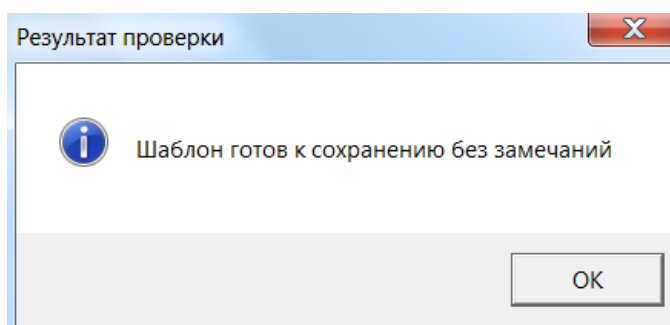 Результат проверки
Шаблон готов к сохранению без замечаний
OK